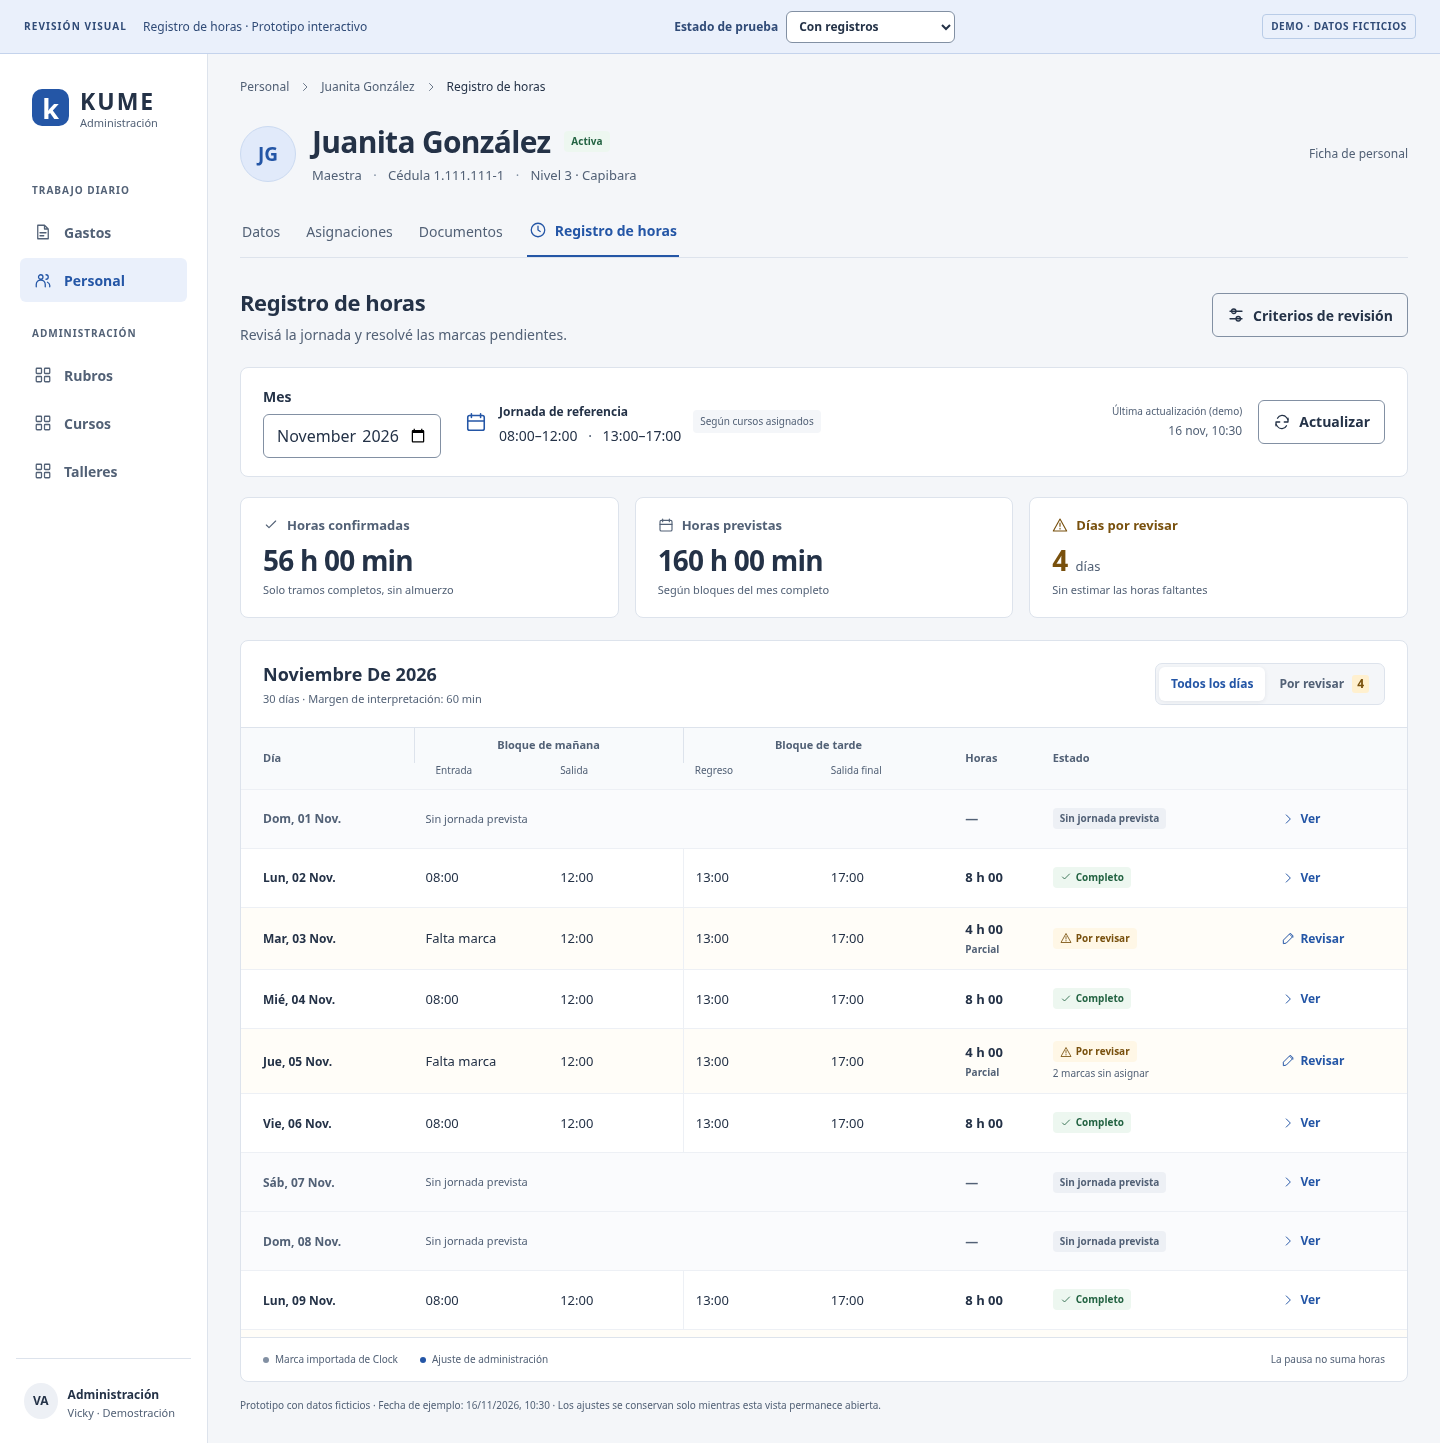 REVISIÓN VISUAL Registro de horas · Prototipo interactivo Estado de prueba Con registros DEMO · DATOS FICTICIOS
k KUME
Administración
TRABAJO DIARIO
Gastos
Personal
ADMINISTRACIÓN
Rubros
Cursos
Talleres
VA Administración
Vicky · Demostración
Personal Juanita González Registro de horas
JG Juanita González Activa
Maestra · Cédula 1.111.111-1 · Nivel 3 · Capibara
Ficha de personal
Datos Asignaciones Documentos Registro de horas
Registro de horas
Revisá la jornada y resolvé las marcas pendientes.
Criterios de revisión
Mes
November 2026
Jornada de referencia
08:00–12:00 · 13:00–17:00
Según cursos asignados
Última actualización (demo)
16 nov, 10:30
Actualizar
Horas confirmadas
56 h 00 min
Solo tramos completos, sin almuerzo
Horas previstas
160 h 00 min
Según bloques del mes completo
Días por revisar
4 días
Sin estimar las horas faltantes
Noviembre De 2026
30 días · Margen de interpretación: 60 min
Todos los días Por revisar 4
Día Bloque de mañana Bloque de tarde Horas Estado
Entrada Salida Regreso Salida final
Dom, 01 Nov. Sin jornada prevista — Sin jornada prevista Ver
Lun, 02 Nov. 08:00 12:00 13:00 17:00 8 h 00 Completo Ver
Mar, 03 Nov. Falta marca 12:00 13:00 17:00 4 h 00 Parcial Por revisar Revisar
Mié, 04 Nov. 08:00 12:00 13:00 17:00 8 h 00 Completo Ver
Jue, 05 Nov. Falta marca 12:00 13:00 17:00 4 h 00 Parcial Por revisar 2 marcas sin asignar Revisar
Vie, 06 Nov. 08:00 12:00 13:00 17:00 8 h 00 Completo Ver
Sáb, 07 Nov. Sin jornada prevista — Sin jornada prevista Ver
Dom, 08 Nov. Sin jornada prevista — Sin jornada prevista Ver
Lun, 09 Nov. 08:00 12:00 13:00 17:00 8 h 00 Completo Ver
Marca importada de Clock Ajuste de administración La pausa no suma horas
Prototipo con datos ficticios · Fecha de ejemplo: 16/11/2026, 10:30 · Los ajustes se conservan solo mientras esta vista permanece abierta.